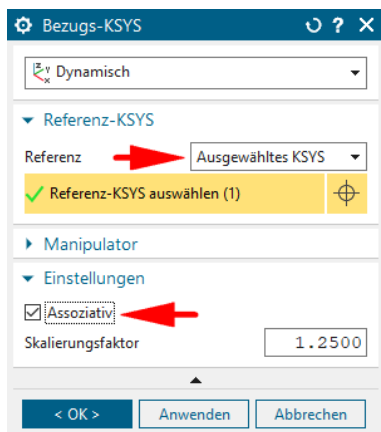 Bezugs-KSYS
Z Y X Dynamisch
Referenz-KSYS
Referenz Ausgewähltes KSYS
Referenz-KSYS auswählen (1)
Manipulator
Einstellungen
Assoziativ
Skalierungsfaktor 1.2500
< OK > Anwenden Abbrechen